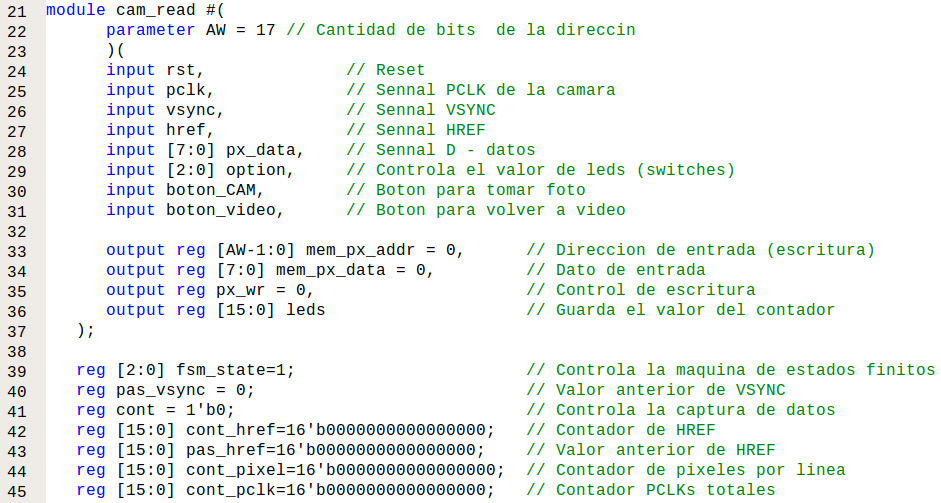 21 module cam_read #(
22 parameter AW = 17 // Cantidad de bits  de la direccin
23 )(
24 input rst, // Reset
25 input pclk, // Sennal PCLK de la camara
26 input vsync, // Sennal VSYNC
27 input href, // Sennal HREF
28 input [7:0] px_data, // Sennal D - datos
29 input [2:0] option, // Controla el valor de leds (switches)
30 input boton_CAM, // Boton para tomar foto
31 input boton_video, // Boton para volver a video
32
33 output reg [AW-1:0] mem_px_addr = 0, // Direccion de entrada (escritura)
34 output reg [7:0] mem_px_data = 0, // Dato de entrada
35 output reg px_wr = 0, // Control de escritura
36 output reg [15:0] leds // Guarda el valor del contador
37 );
38
39 reg [2:0] fsm_state=1; // Controla la maquina de estados finitos
40 reg pas_vsync = 0; // Valor anterior de VSYNC
41 reg cont = 1'b0; // Controla la captura de datos
42 reg [15:0] cont_href=16'b0000000000000000; // Contador de HREF
43 reg [15:0] pas_href=16'b0000000000000000; // Valor anterior de HREF
44 reg [15:0] cont_pixel=16'b0000000000000000; // Contador de pixeles por linea
45 reg [15:0] cont_pclk=16'b0000000000000000; // Contador PCLKs totales